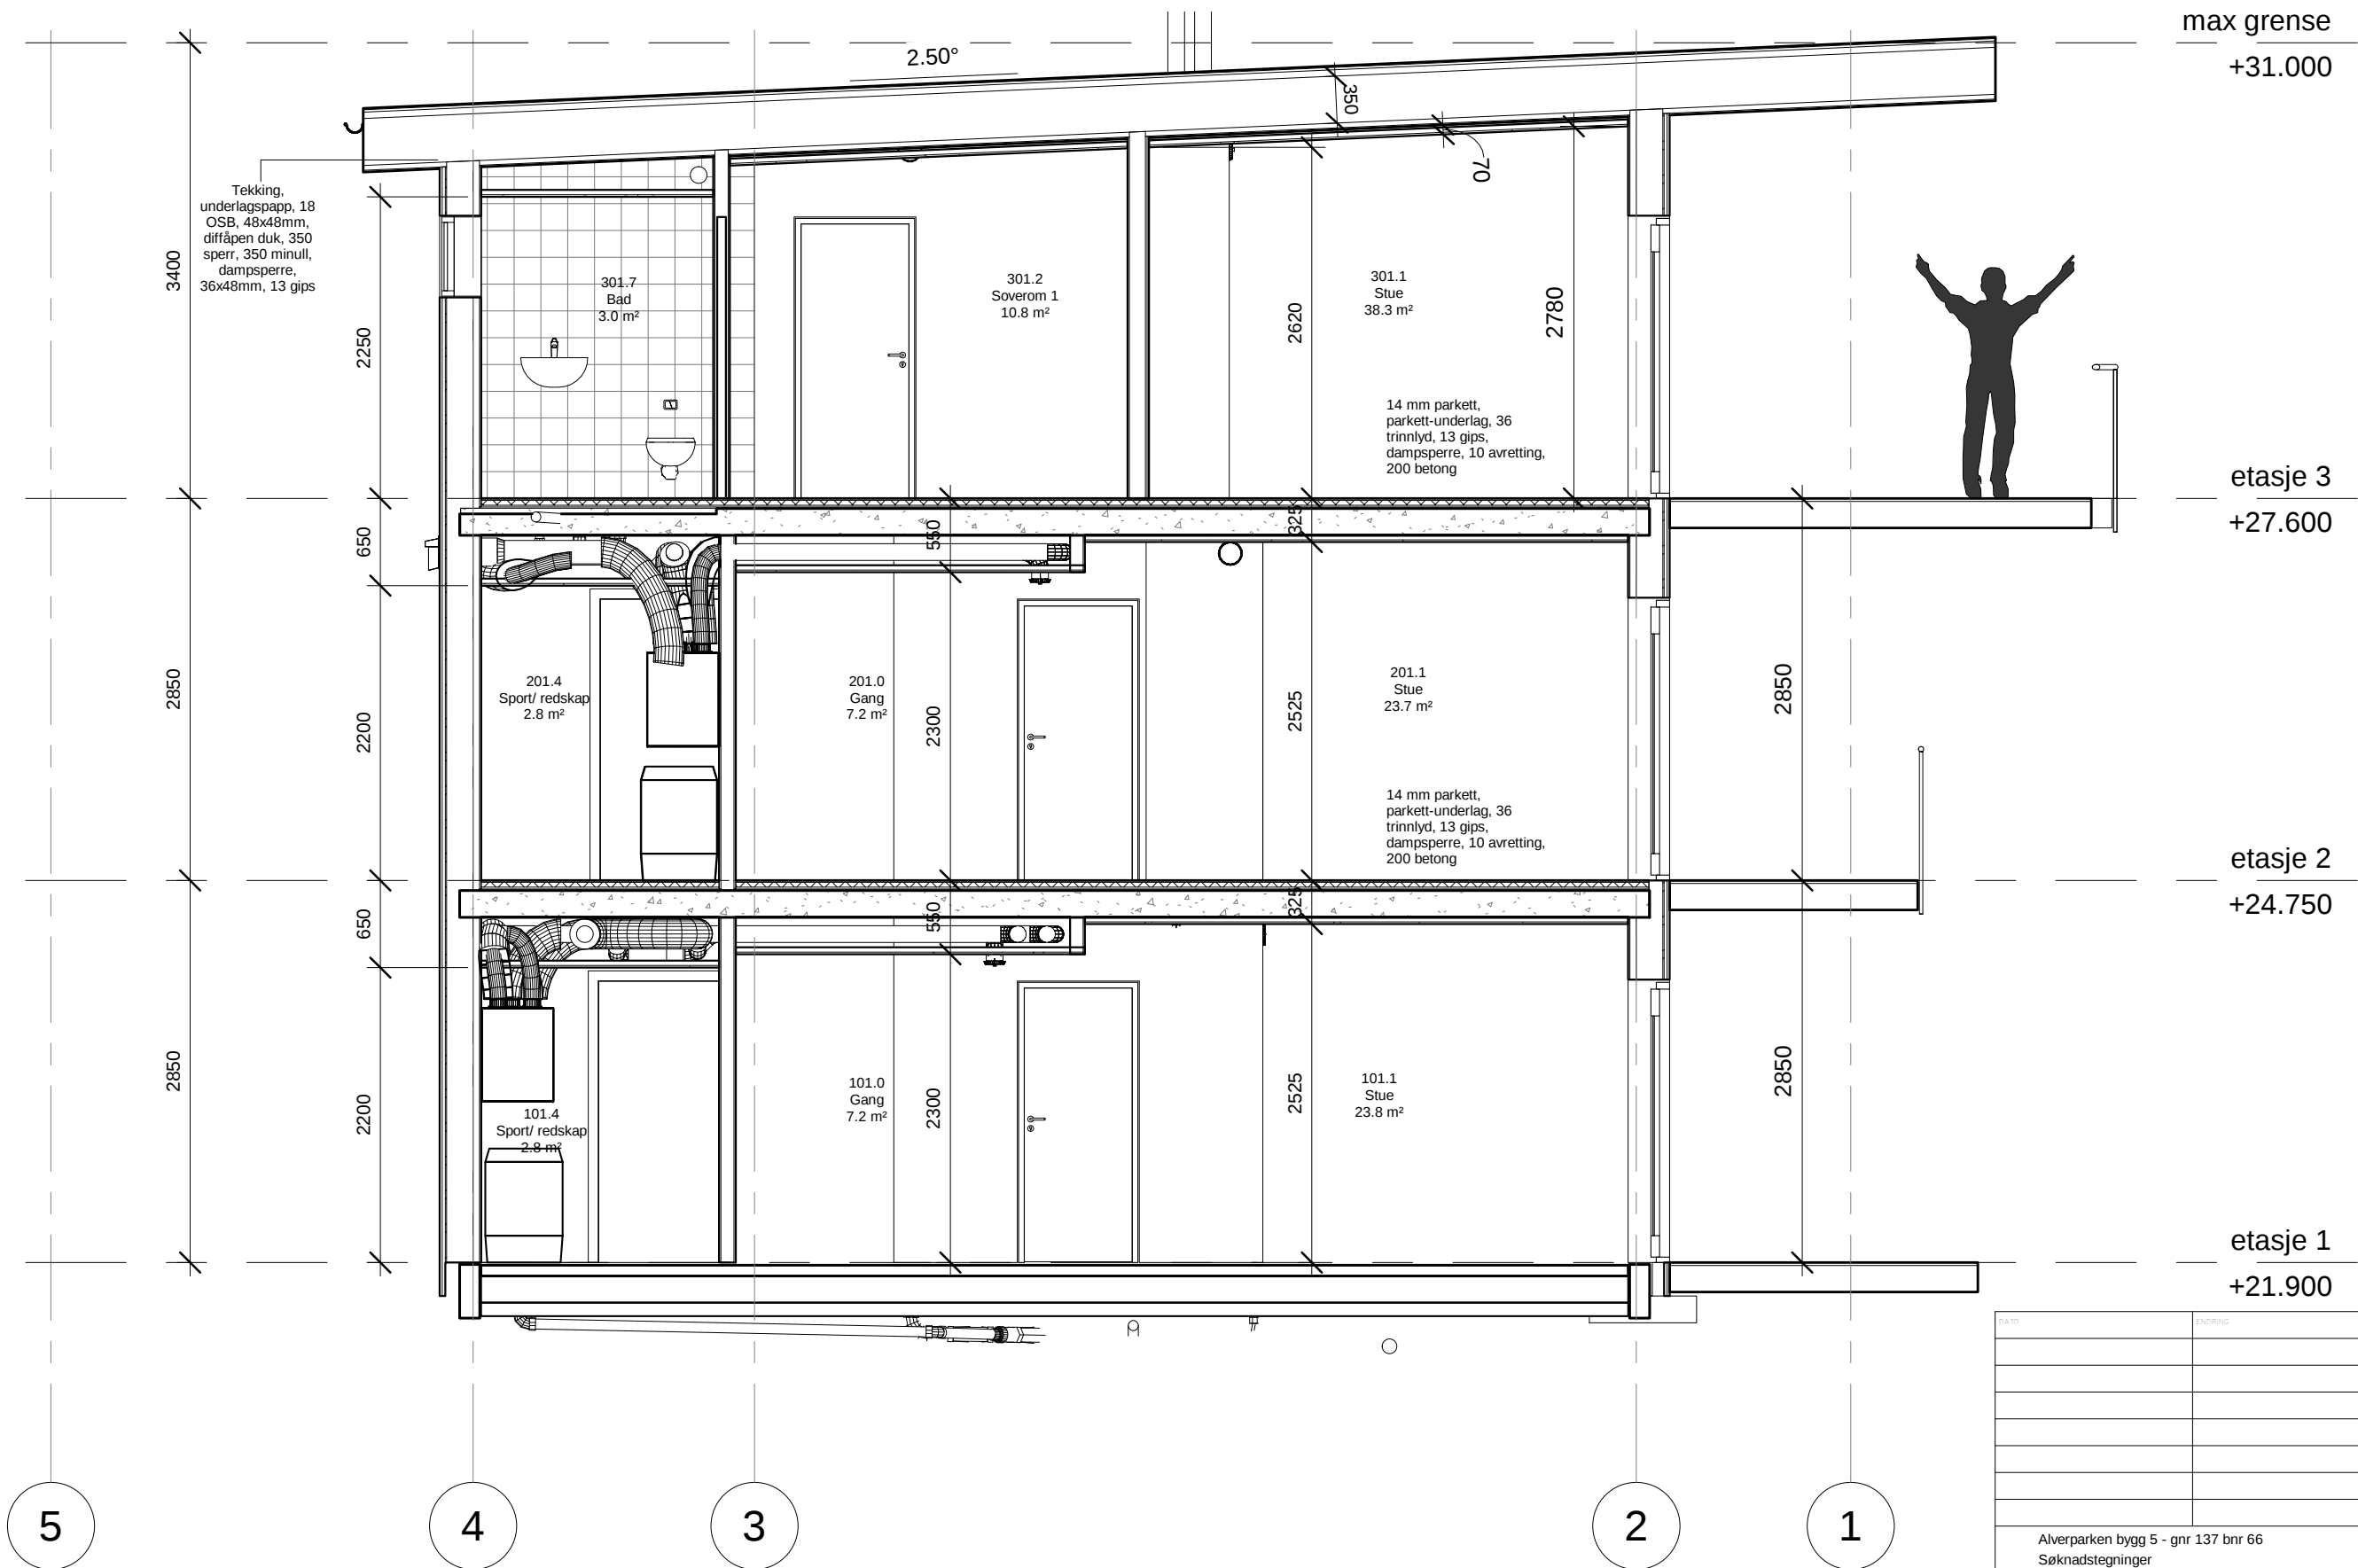 max grense
+31.000
2.50°
350
70
Tekking,
underlagspapp, 18
OSB, 48x48mm,
diffåpen duk, 350
sperr, 350 minull,
dampsperre,
36x48mm, 13 gips
3400
2250
301.7
Bad
3.0 m²
301.2
Soverom 1
10.8 m²
301.1
Stue
38.3 m²
2620
2780
14 mm parkett,
parkett-underlag, 36
trinnlyd, 13 gips,
dampsperre, 10 avretting,
200 betong
etasje 3
+27.600
650
550
325
2850
2200
201.4
Sport/ redskap
2.8 m²
201.0
Gang
7.2 m²
2300
2525
201.1
Stue
23.7 m²
2850
14 mm parkett,
parkett-underlag, 36
trinnlyd, 13 gips,
dampsperre, 10 avretting,
200 betong
etasje 2
+24.750
650
550
325
2850
2200
101.4
Sport/ redskap
2.8 m²
101.0
Gang
7.2 m²
2300
2525
101.1
Stue
23.8 m²
2850
etasje 1
+21.900
DATO
ENDRING
5
4
3
2
1
Alverparken bygg 5 - gnr 137 bnr 66
Søknadstegninger